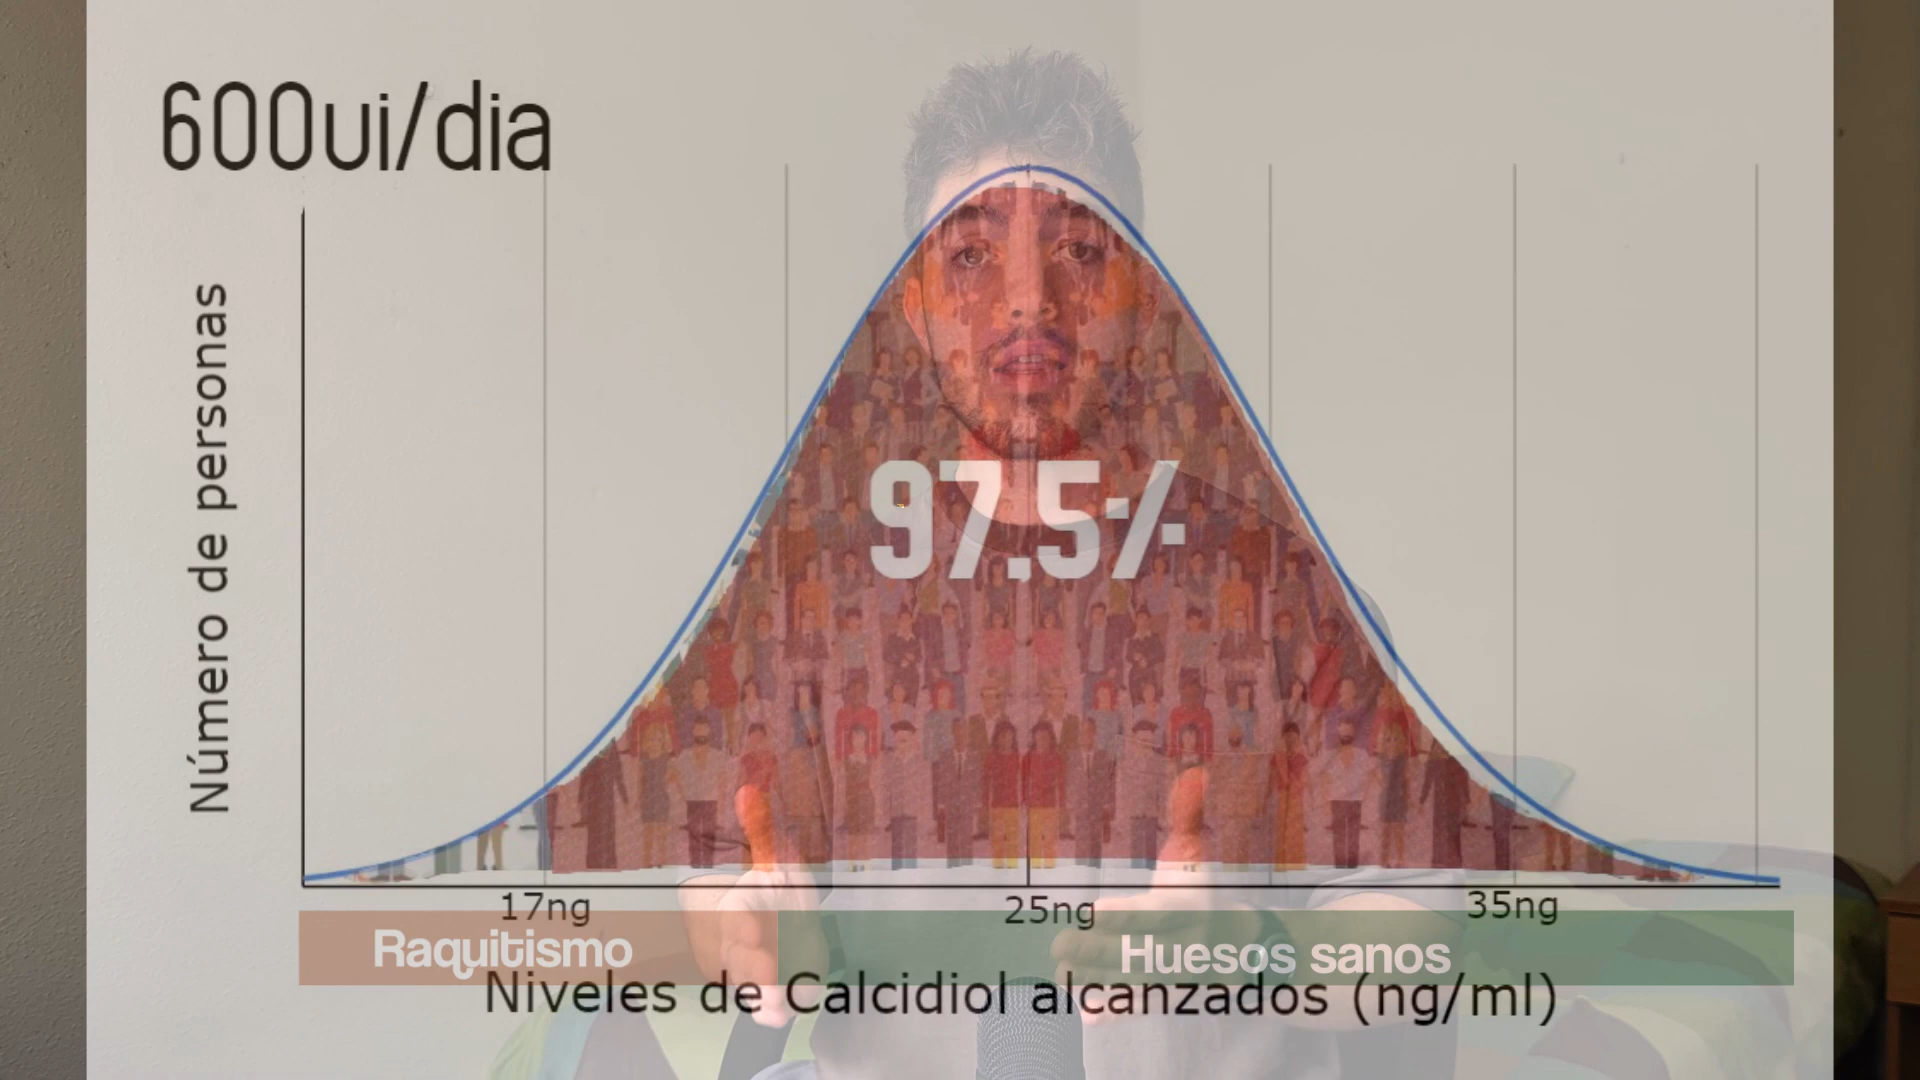 600ui/dia
Número de personas
97.5%
17ng
25ng
35ng
Raquitismo
Huesos sanos
Niveles de Calcidiol alcanzados (ng/ml)